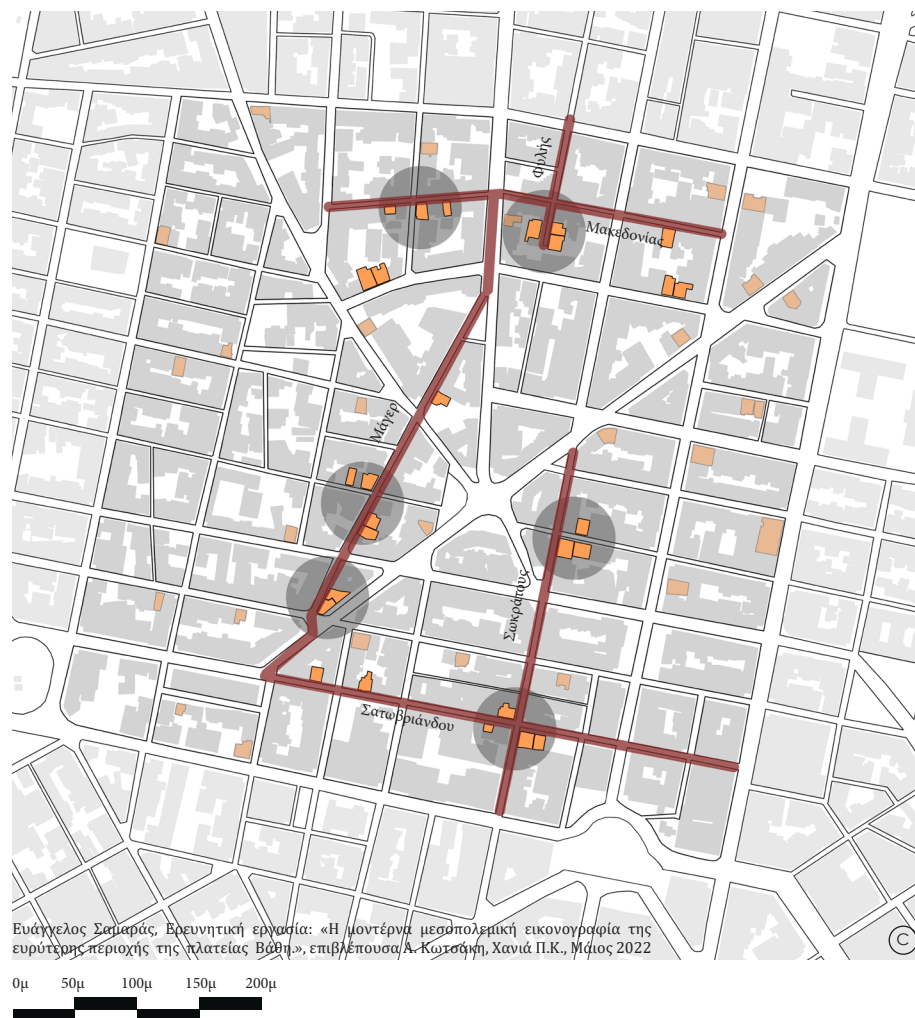 Φυλής
Μακεδονίας
Μάγερ
Σωκράτους
Σατωβριάνδου
Ευάγγελος Σαμαράς, Ερευνητική εργασία: «Η μοντέρνα μεσοπολεμική εικονογραφία της
ευρύτερης περιοχής της πλατείας Βάθη.», επιβλέπουσα Α. Κωτσάκη, Χανιά Π.Κ., Μάιος 2022
©
0μ 50μ 100μ 150μ 200μ